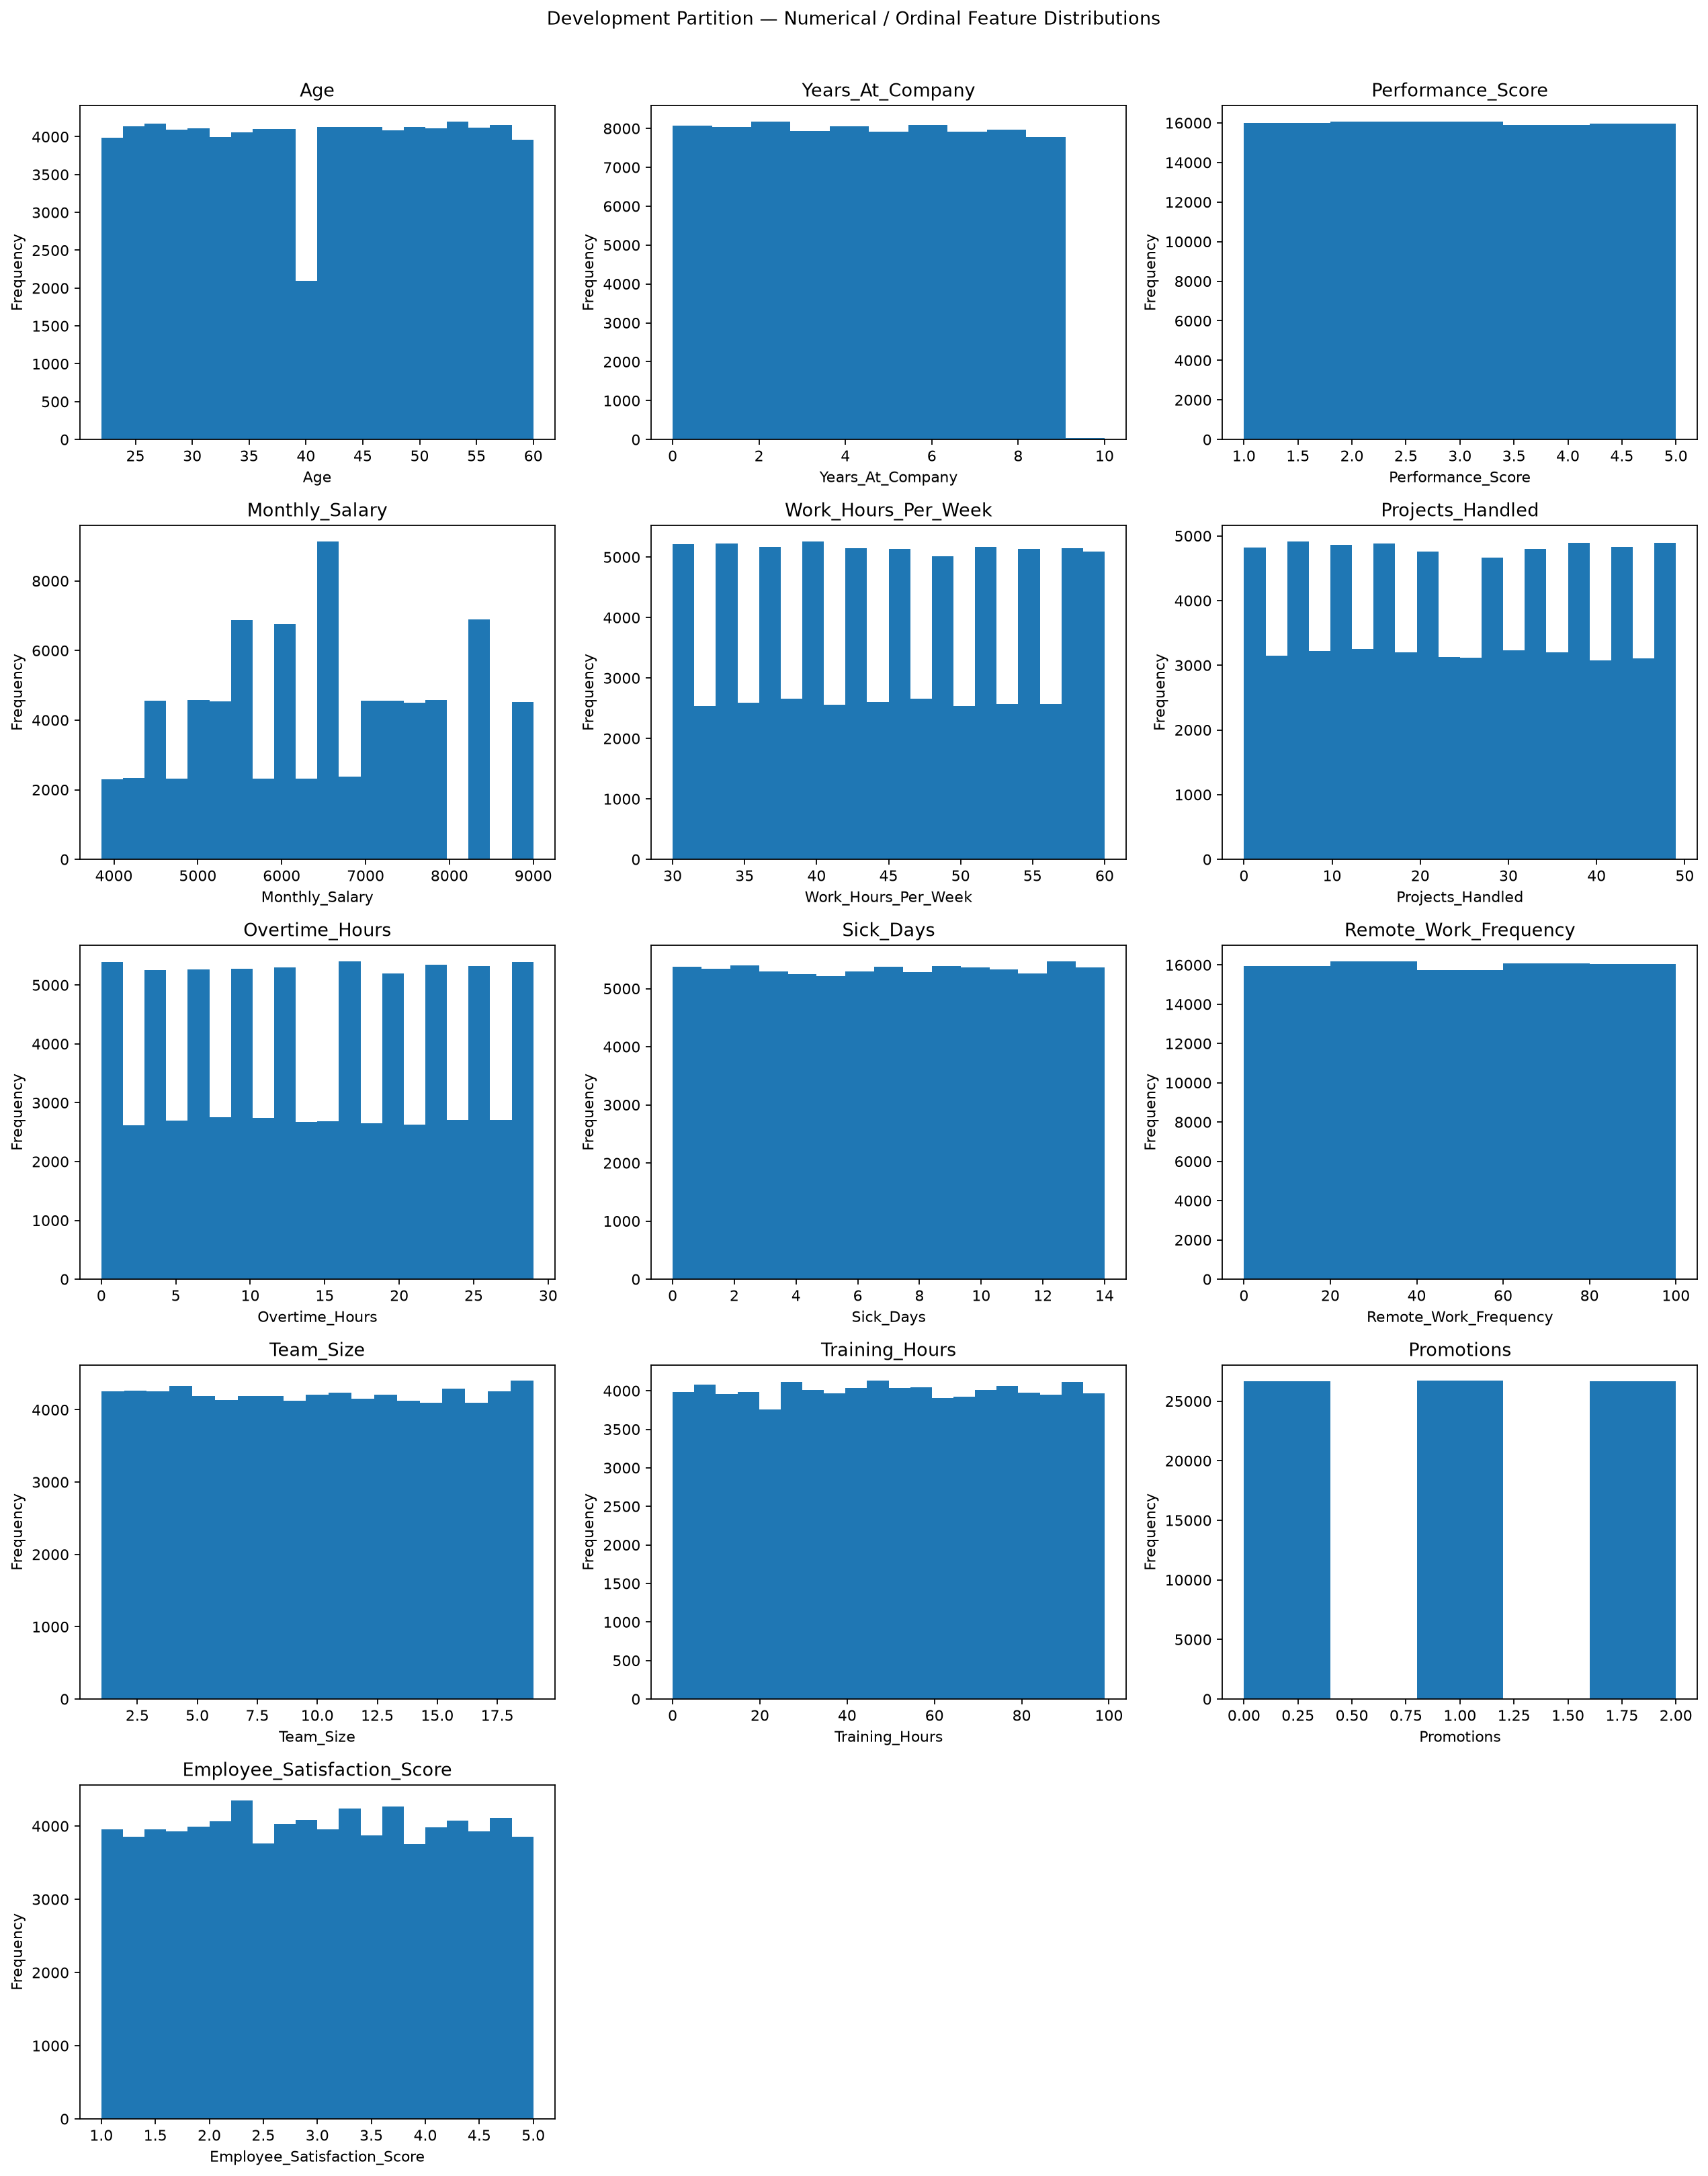 Development Partition — Numerical / Ordinal Feature Distributions
Age
Frequency
0
500
1000
1500
2000
2500
3000
3500
4000
25 30 35 40 45 50 55 60
Age
Years_At_Company
Frequency
0
1000
2000
3000
4000
5000
6000
7000
8000
0 2 4 6 8 10
Years_At_Company
Performance_Score
Frequency
0
2000
4000
6000
8000
10000
12000
14000
16000
1.0 1.5 2.0 2.5 3.0 3.5 4.0 4.5 5.0
Performance_Score
Monthly_Salary
Frequency
0
2000
4000
6000
8000
4000 5000 6000 7000 8000 9000
Monthly_Salary
Work_Hours_Per_Week
Frequency
0
1000
2000
3000
4000
5000
30 35 40 45 50 55 60
Work_Hours_Per_Week
Projects_Handled
Frequency
0
1000
2000
3000
4000
5000
0 10 20 30 40 50
Projects_Handled
Overtime_Hours
Frequency
0
1000
2000
3000
4000
5000
0 5 10 15 20 25 30
Overtime_Hours
Sick_Days
Frequency
0
1000
2000
3000
4000
5000
0 2 4 6 8 10 12 14
Sick_Days
Remote_Work_Frequency
Frequency
0
2000
4000
6000
8000
10000
12000
14000
16000
0 20 40 60 80 100
Remote_Work_Frequency
Team_Size
Frequency
0
1000
2000
3000
4000
2.5 5.0 7.5 10.0 12.5 15.0 17.5
Team_Size
Training_Hours
Frequency
0
500
1000
1500
2000
2500
3000
3500
4000
0 20 40 60 80 100
Training_Hours
Promotions
Frequency
0
5000
10000
15000
20000
25000
0.00 0.25 0.50 0.75 1.00 1.25 1.50 1.75 2.00
Promotions
Employee_Satisfaction_Score
Frequency
0
1000
2000
3000
4000
1.0 1.5 2.0 2.5 3.0 3.5 4.0 4.5 5.0
Employee_Satisfaction_Score